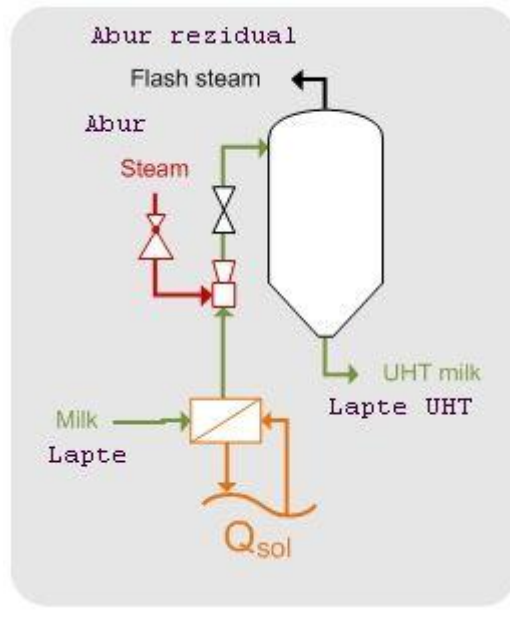 Abur rezidual
Flash steam
Abur
Steam
UHT milk
Lapte UHT
Milk
Lapte
Qsol